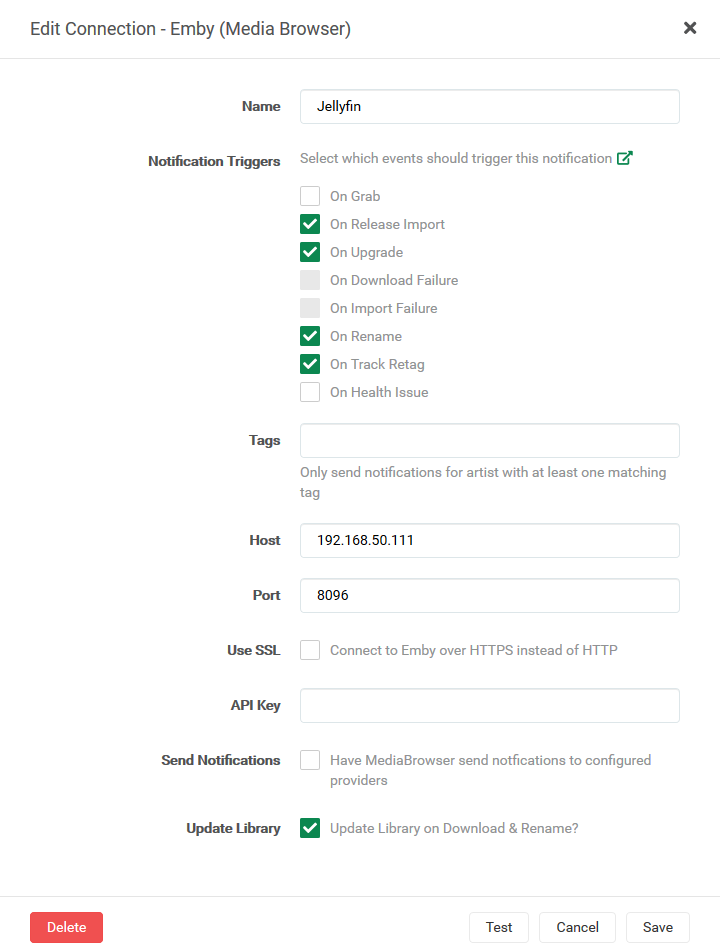 Edit Connection - Emby (Media Browser)
Name
Jellyfin
Notification Triggers
Select which events should trigger this notification
On Grab
On Release Import
On Upgrade
On Download Failure
On Import Failure
On Rename
On Track Retag
On Health Issue
Tags
Only send notifications for artist with at least one matching
tag
Host
192.168.50.111
Port
8096
Use SSL
Connect to Emby over HTTPS instead of HTTP
API Key
Send Notifications
Have MediaBrowser send notfications to configured
providers
Update Library
Update Library on Download & Rename?
Delete
Test
Cancel
Save